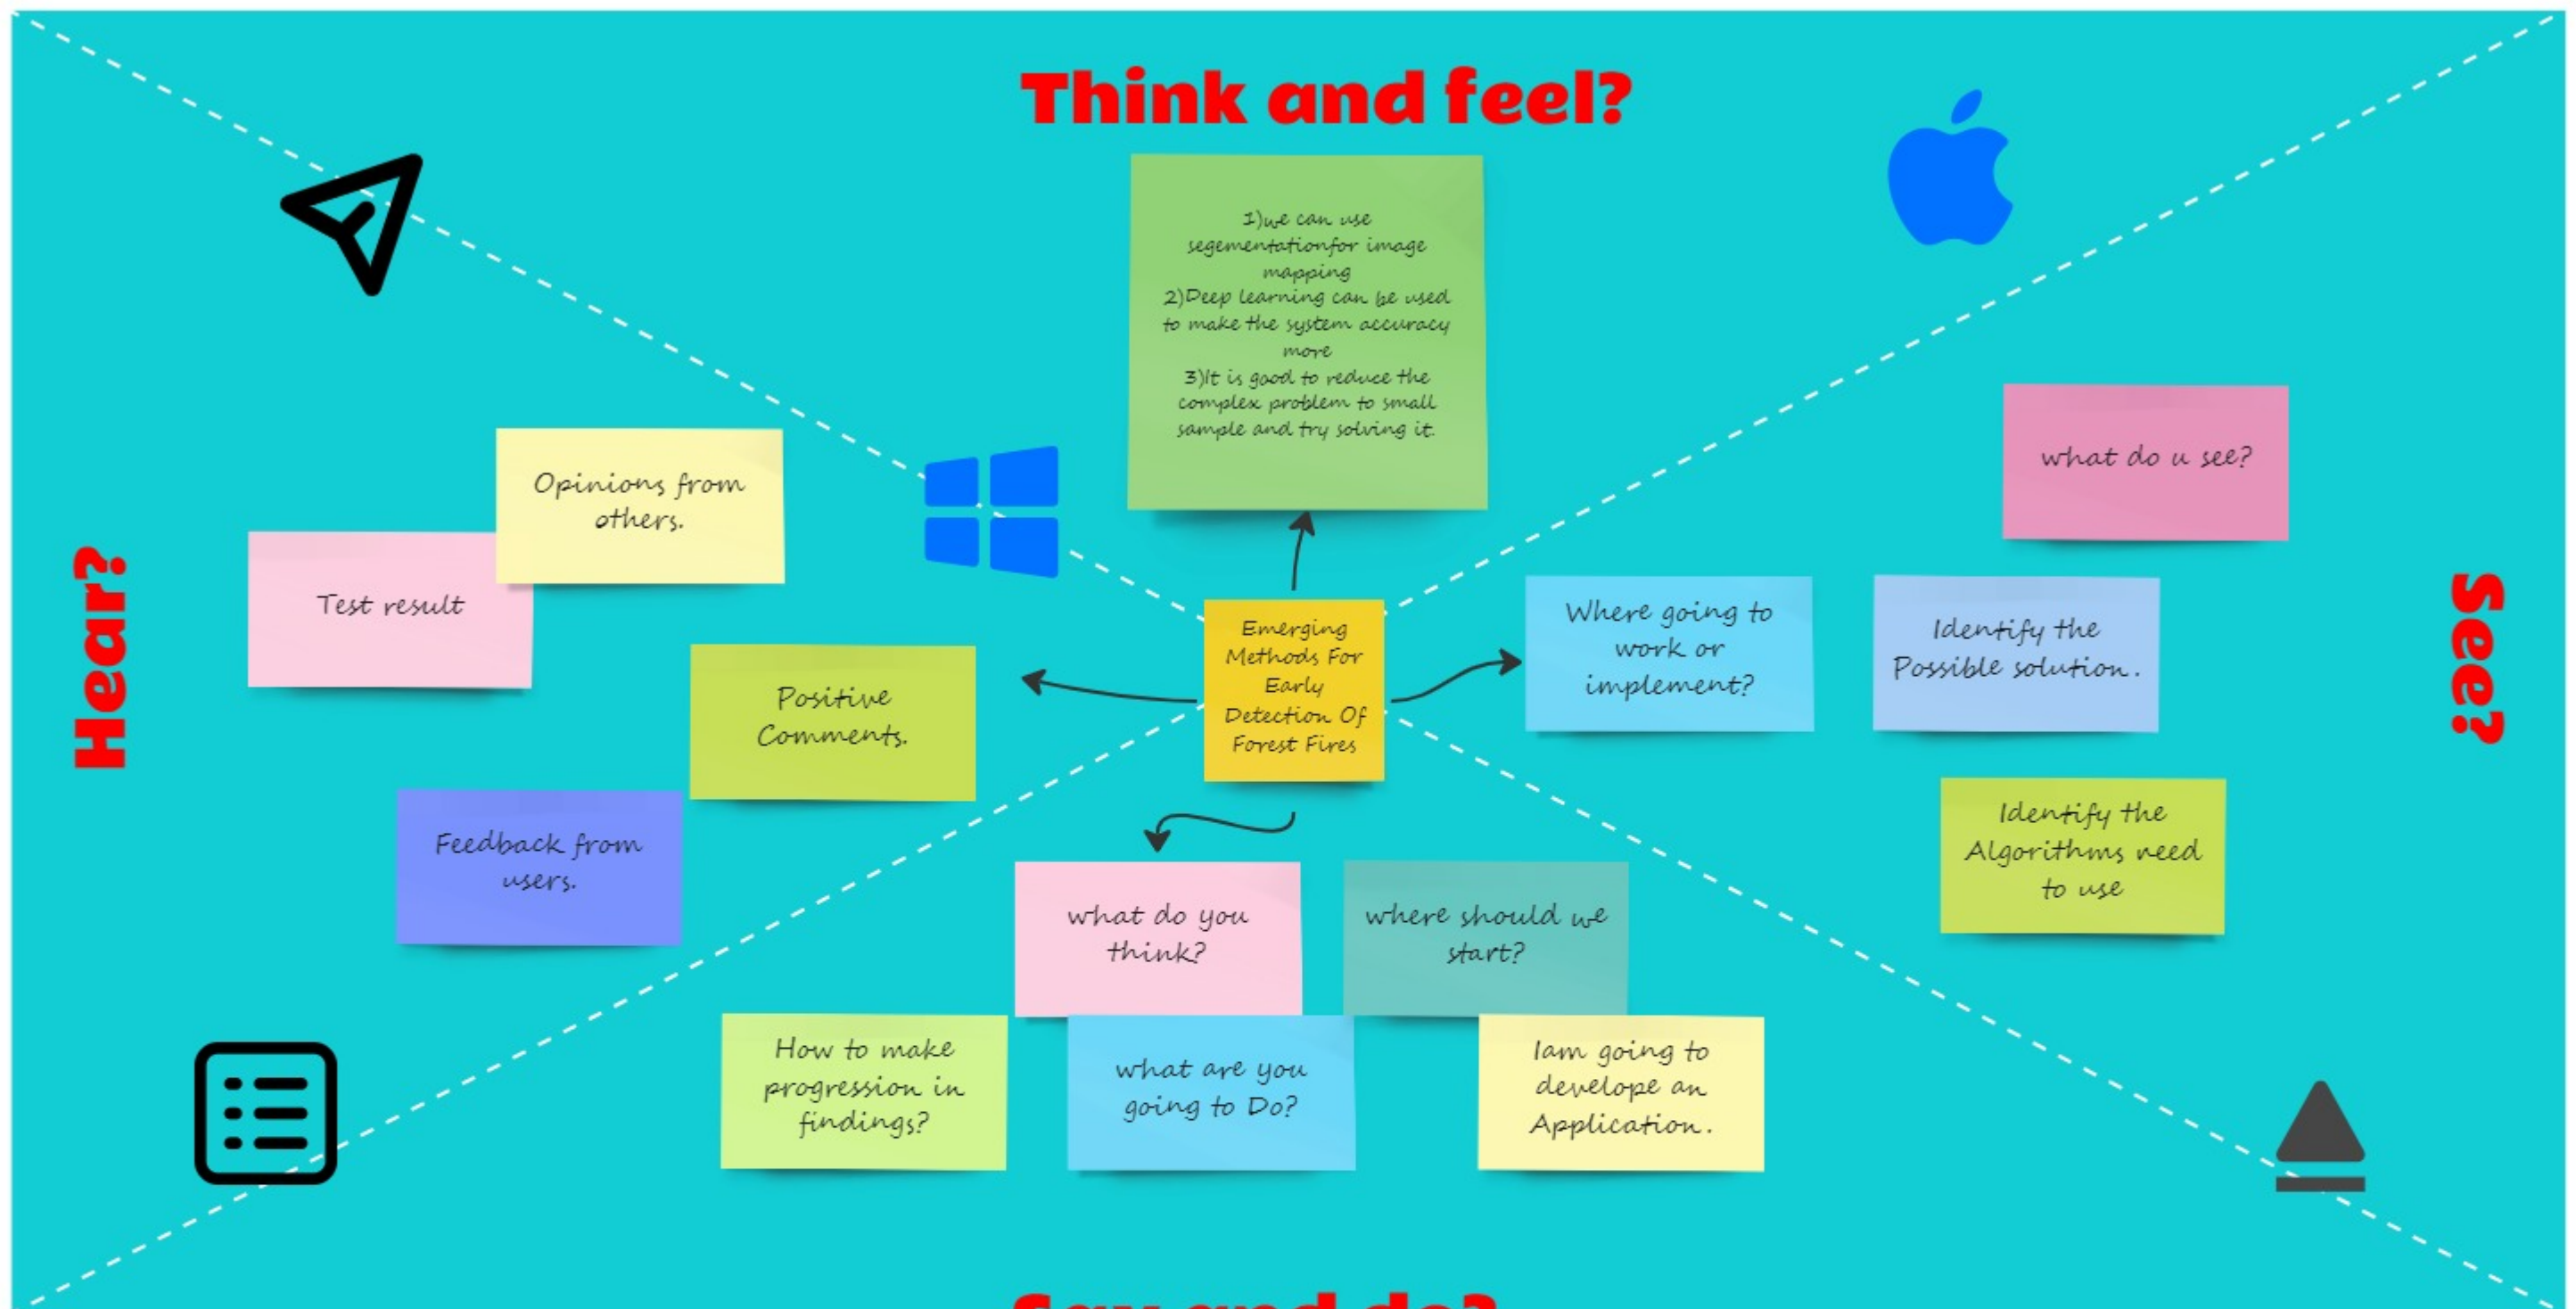 Think and feel?
1)we can use
segementationfor image
mapping
2)Deep learning can be used
to make the system accuracy
more
3)It is good to reduce the
complex problem to small
sample and try solving it.
Hear?
Opinions from
others.
Test result
Positive
Comments.
Feedback from
users.
Emerging
Methods For
Early
Detection Of
Forest Fires
See?
what do u see?
Where going to
work or
implement?
Identify the
Possible solution.
Identify the
Algorithms need
to use
what do you
think?
where should we
start?
How to make
progression in
findings?
what are you
going to Do?
Iam going to
develope an
Application.
Say and do?